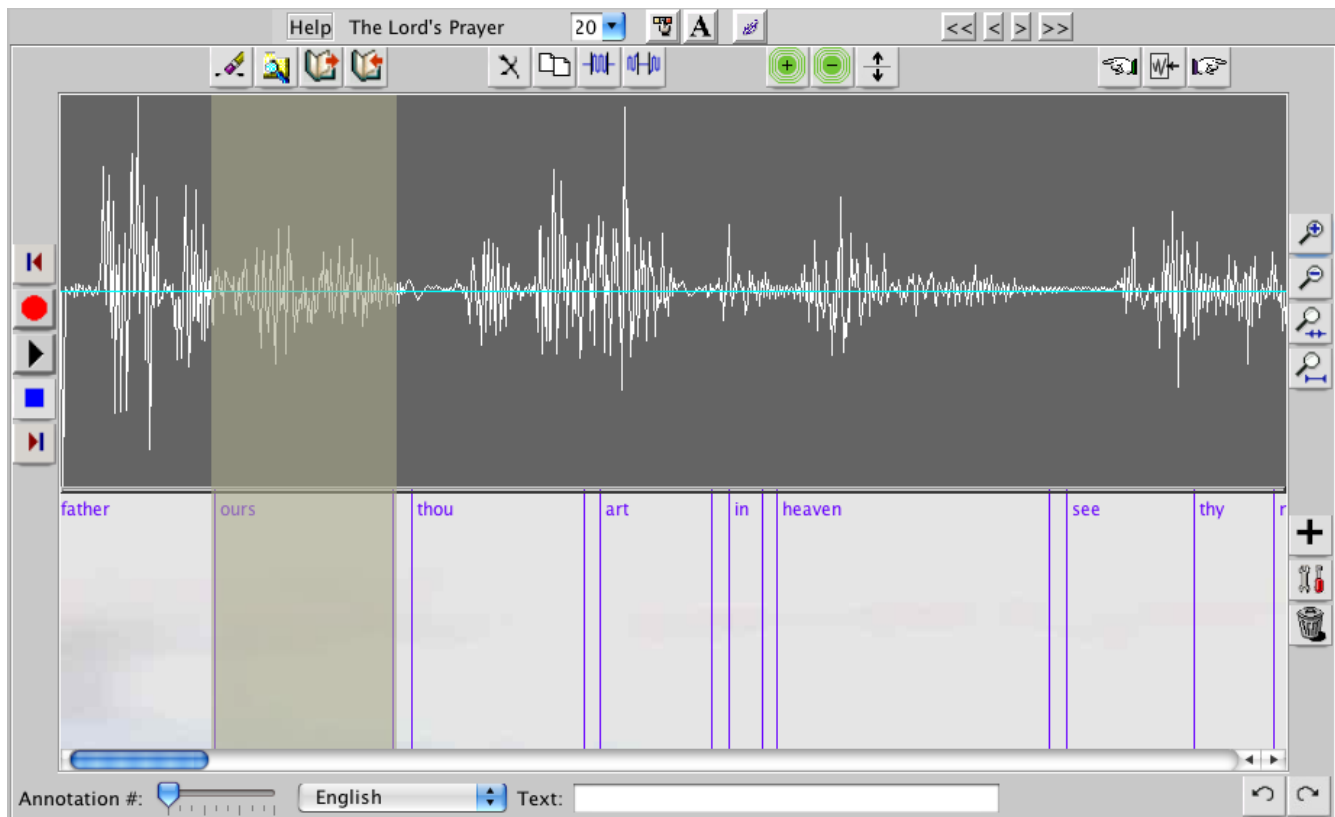 Help The Lord's Prayer 20 A << < > >>
father ours thou art in heaven see thy
Annotation #: English Text: